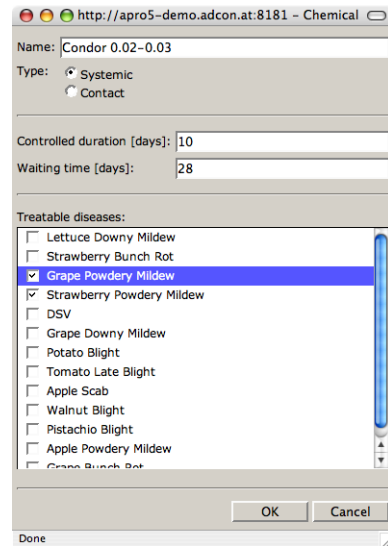 http://apro5-demo.adcon.at:8181 – Chemical
Name: Condor 0.02-0.03
Type: Systemic
Contact
Controlled duration [days]: 10
Waiting time [days]: 28
Treatable diseases:
Lettuce Downy Mildew
Strawberry Bunch Rot
Grape Powdery Mildew
Strawberry Powdery Mildew
DSV
Grape Downy Mildew
Potato Blight
Tomato Late Blight
Apple Scab
Walnut Blight
Pistachio Blight
Apple Powdery Mildew
Grape Bunch Rot
OK Cancel
Done